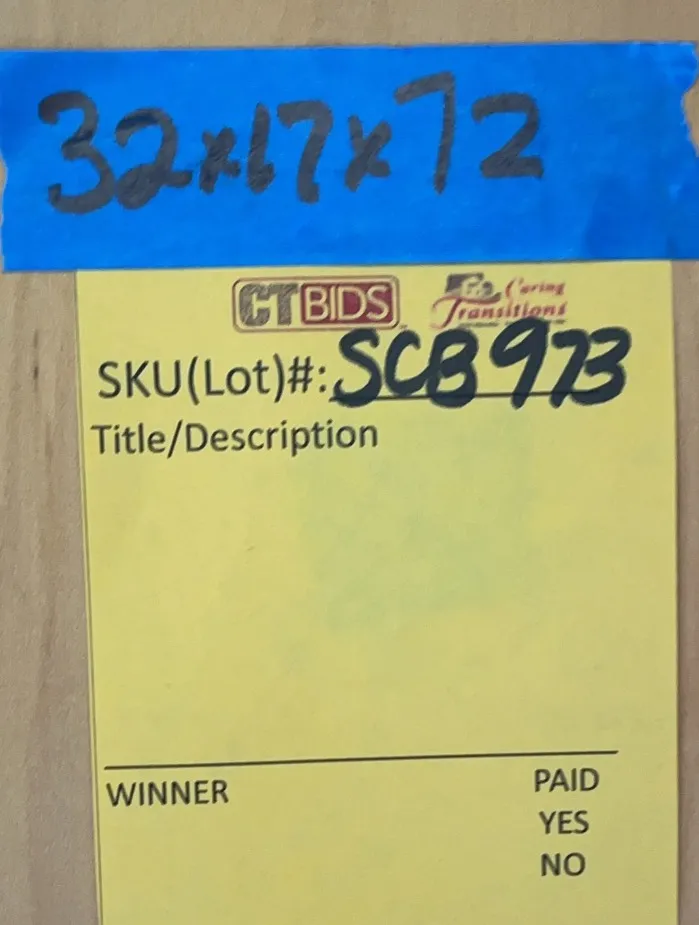 32x17x72
CTBIDS Caring Transitions
SKU(Lot)#: SCB973
Title/Description
WINNER PAID
YES
NO